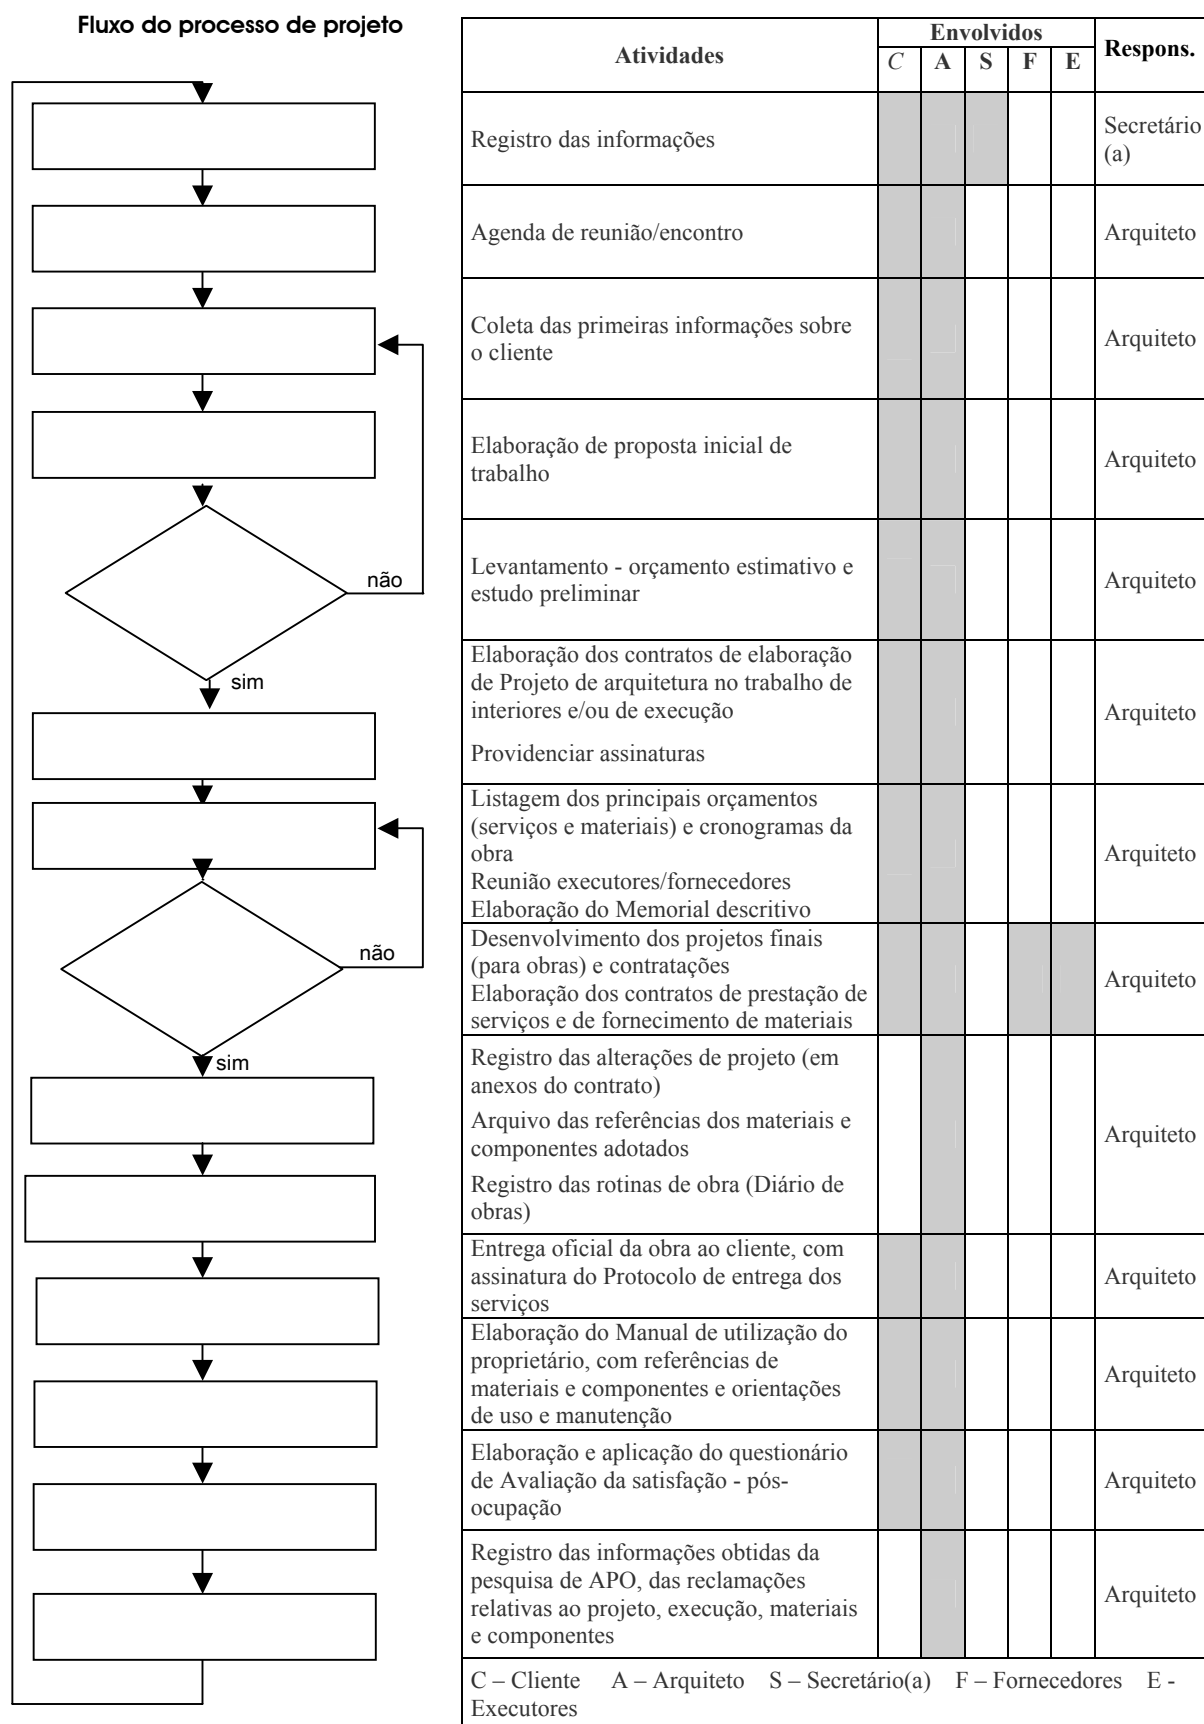 Fluxo do processo de projeto
não
sim
não
sim
Atividades
Envolvidos
Respons.
C A S F E
Registro das informações
Secretário
(a)
Agenda de reunião/encontro
Arquiteto
Coleta das primeiras informações sobre
o cliente
Arquiteto
Elaboração de proposta inicial de
trabalho
Arquiteto
Levantamento - orçamento estimativo e
estudo preliminar
Arquiteto
Elaboração dos contratos de elaboração
de Projeto de arquitetura no trabalho de
interiores e/ou de execução
Providenciar assinaturas
Arquiteto
Listagem dos principais orçamentos
(serviços e materiais) e cronogramas da
obra
Reunião executores/fornecedores
Elaboração do Memorial descritivo
Arquiteto
Desenvolvimento dos projetos finais
(para obras) e contratações
Elaboração dos contratos de prestação de
serviços e de fornecimento de materiais
Arquiteto
Registro das alterações de projeto (em
anexos do contrato)
Arquivo das referências dos materiais e
componentes adotados
Registro das rotinas de obra (Diário de
obras)
Arquiteto
Entrega oficial da obra ao cliente, com
assinatura do Protocolo de entrega dos
serviços
Arquiteto
Elaboração do Manual de utilização do
proprietário, com referências de
materiais e componentes e orientações
de uso e manutenção
Arquiteto
Elaboração e aplicação do questionário
de Avaliação da satisfação - pós-
ocupação
Arquiteto
Registro das informações obtidas da
pesquisa de APO, das reclamações
relativas ao projeto, execução, materiais
e componentes
Arquiteto
C – Cliente A – Arquiteto S – Secretário(a) F – Fornecedores E -
Executores